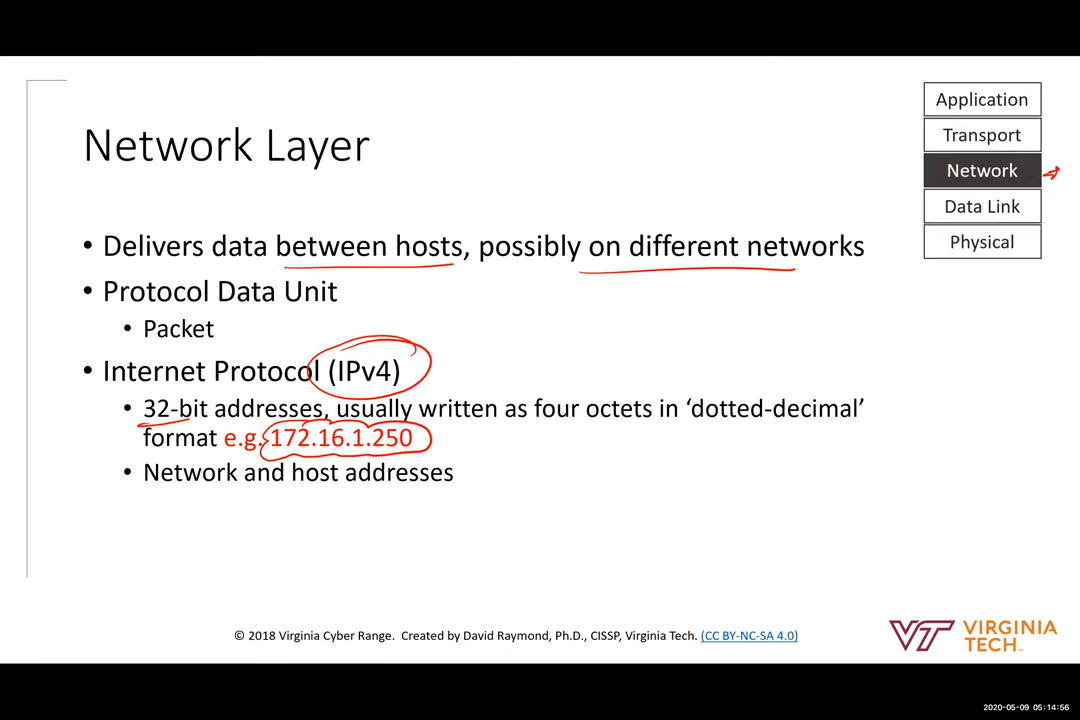 Application
Transport
Network
Data Link
Physical
Network Layer
• Delivers data between hosts, possibly on different networks
• Protocol Data Unit
• Packet
• Internet Protocol (IPv4)
• 32-bit addresses, usually written as four octets in ‘dotted-decimal’
format e.g. 172.16.1.250
• Network and host addresses
© 2018 Virginia Cyber Range. Created by David Raymond, Ph.D., CISSP, Virginia Tech. (CC BY-NC-SA 4.0)
VT VIRGINIA
TECH™
2020-05-09 05:14:56